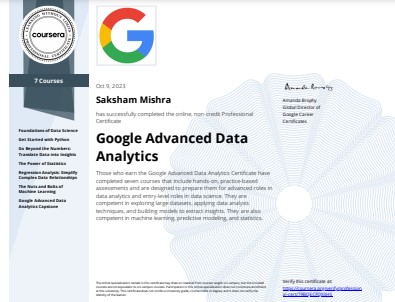 coursera
7 Courses
Foundations of Data Science
Get Started with Python
Go Beyond the Numbers:
Translate Data into Insights
The Power of Statistics
Regression Analysis: Simplify
Complex Data Relationships
The Nuts and Bolts of
Machine Learning
Google Advanced Data
Analytics Capstone
Oct 9, 2023
Saksham Mishra
has successfully completed the online, non-credit Professional
Certificate
Google Advanced Data
Analytics
Those who earn the Google Advanced Data Analytics Certificate have
completed seven courses that include hands-on, practice-based
assessments and are designed to prepare them for advanced roles in
data analytics and entry-level roles in data science. They are
competent in exploring large datasets, applying data analysis
techniques, and building models to extract insights. They are also
competent in machine learning, predictive modeling, and statistics.
Amanda Brophy
Global Director of
Google Career
Certificates
Verify this certificate at: